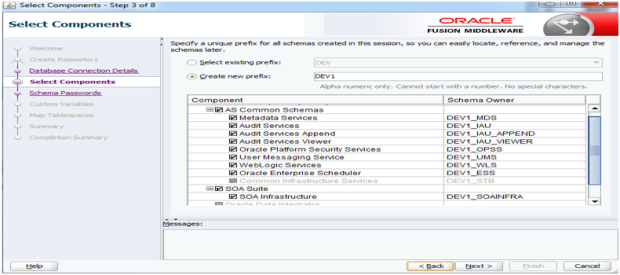 Select Components - Step 3 of 8
Select Components
ORACLE
FUSION MIDDLEWARE
Welcome
Create Repository
Database Connection Details
Select Components
Schema Passwords
Custom Variables
Map Tablespaces
Summary
Completion Summary
Specify a unique prefix for all schemas created in this session, so you can easily locate, reference, and manage the
schemas later.
Select existing prefix: DEV
Create new prefix: DEV1
Alpha numeric only. Cannot start with a number. No special characters.
Component Schema Owner
AS Common Schemas
Metadata Services DEV1_MDS
Audit Services DEV1_IAU
Audit Services Append DEV1_IAU_APPEND
Audit Services Viewer DEV1_IAU_VIEWER
Oracle Platform Security Services DEV1_OPSS
User Messaging Service DEV1_UMS
WebLogic Services DEV1_WLS
Oracle Enterprise Scheduler DEV1_ESS
Common Infrastructure Services DEV1_STB
SOA Suite
SOA Infrastructure DEV1_SOAINFRA
Oracle Data Integrator
Messages:
Help < Back Next > Finish Cancel